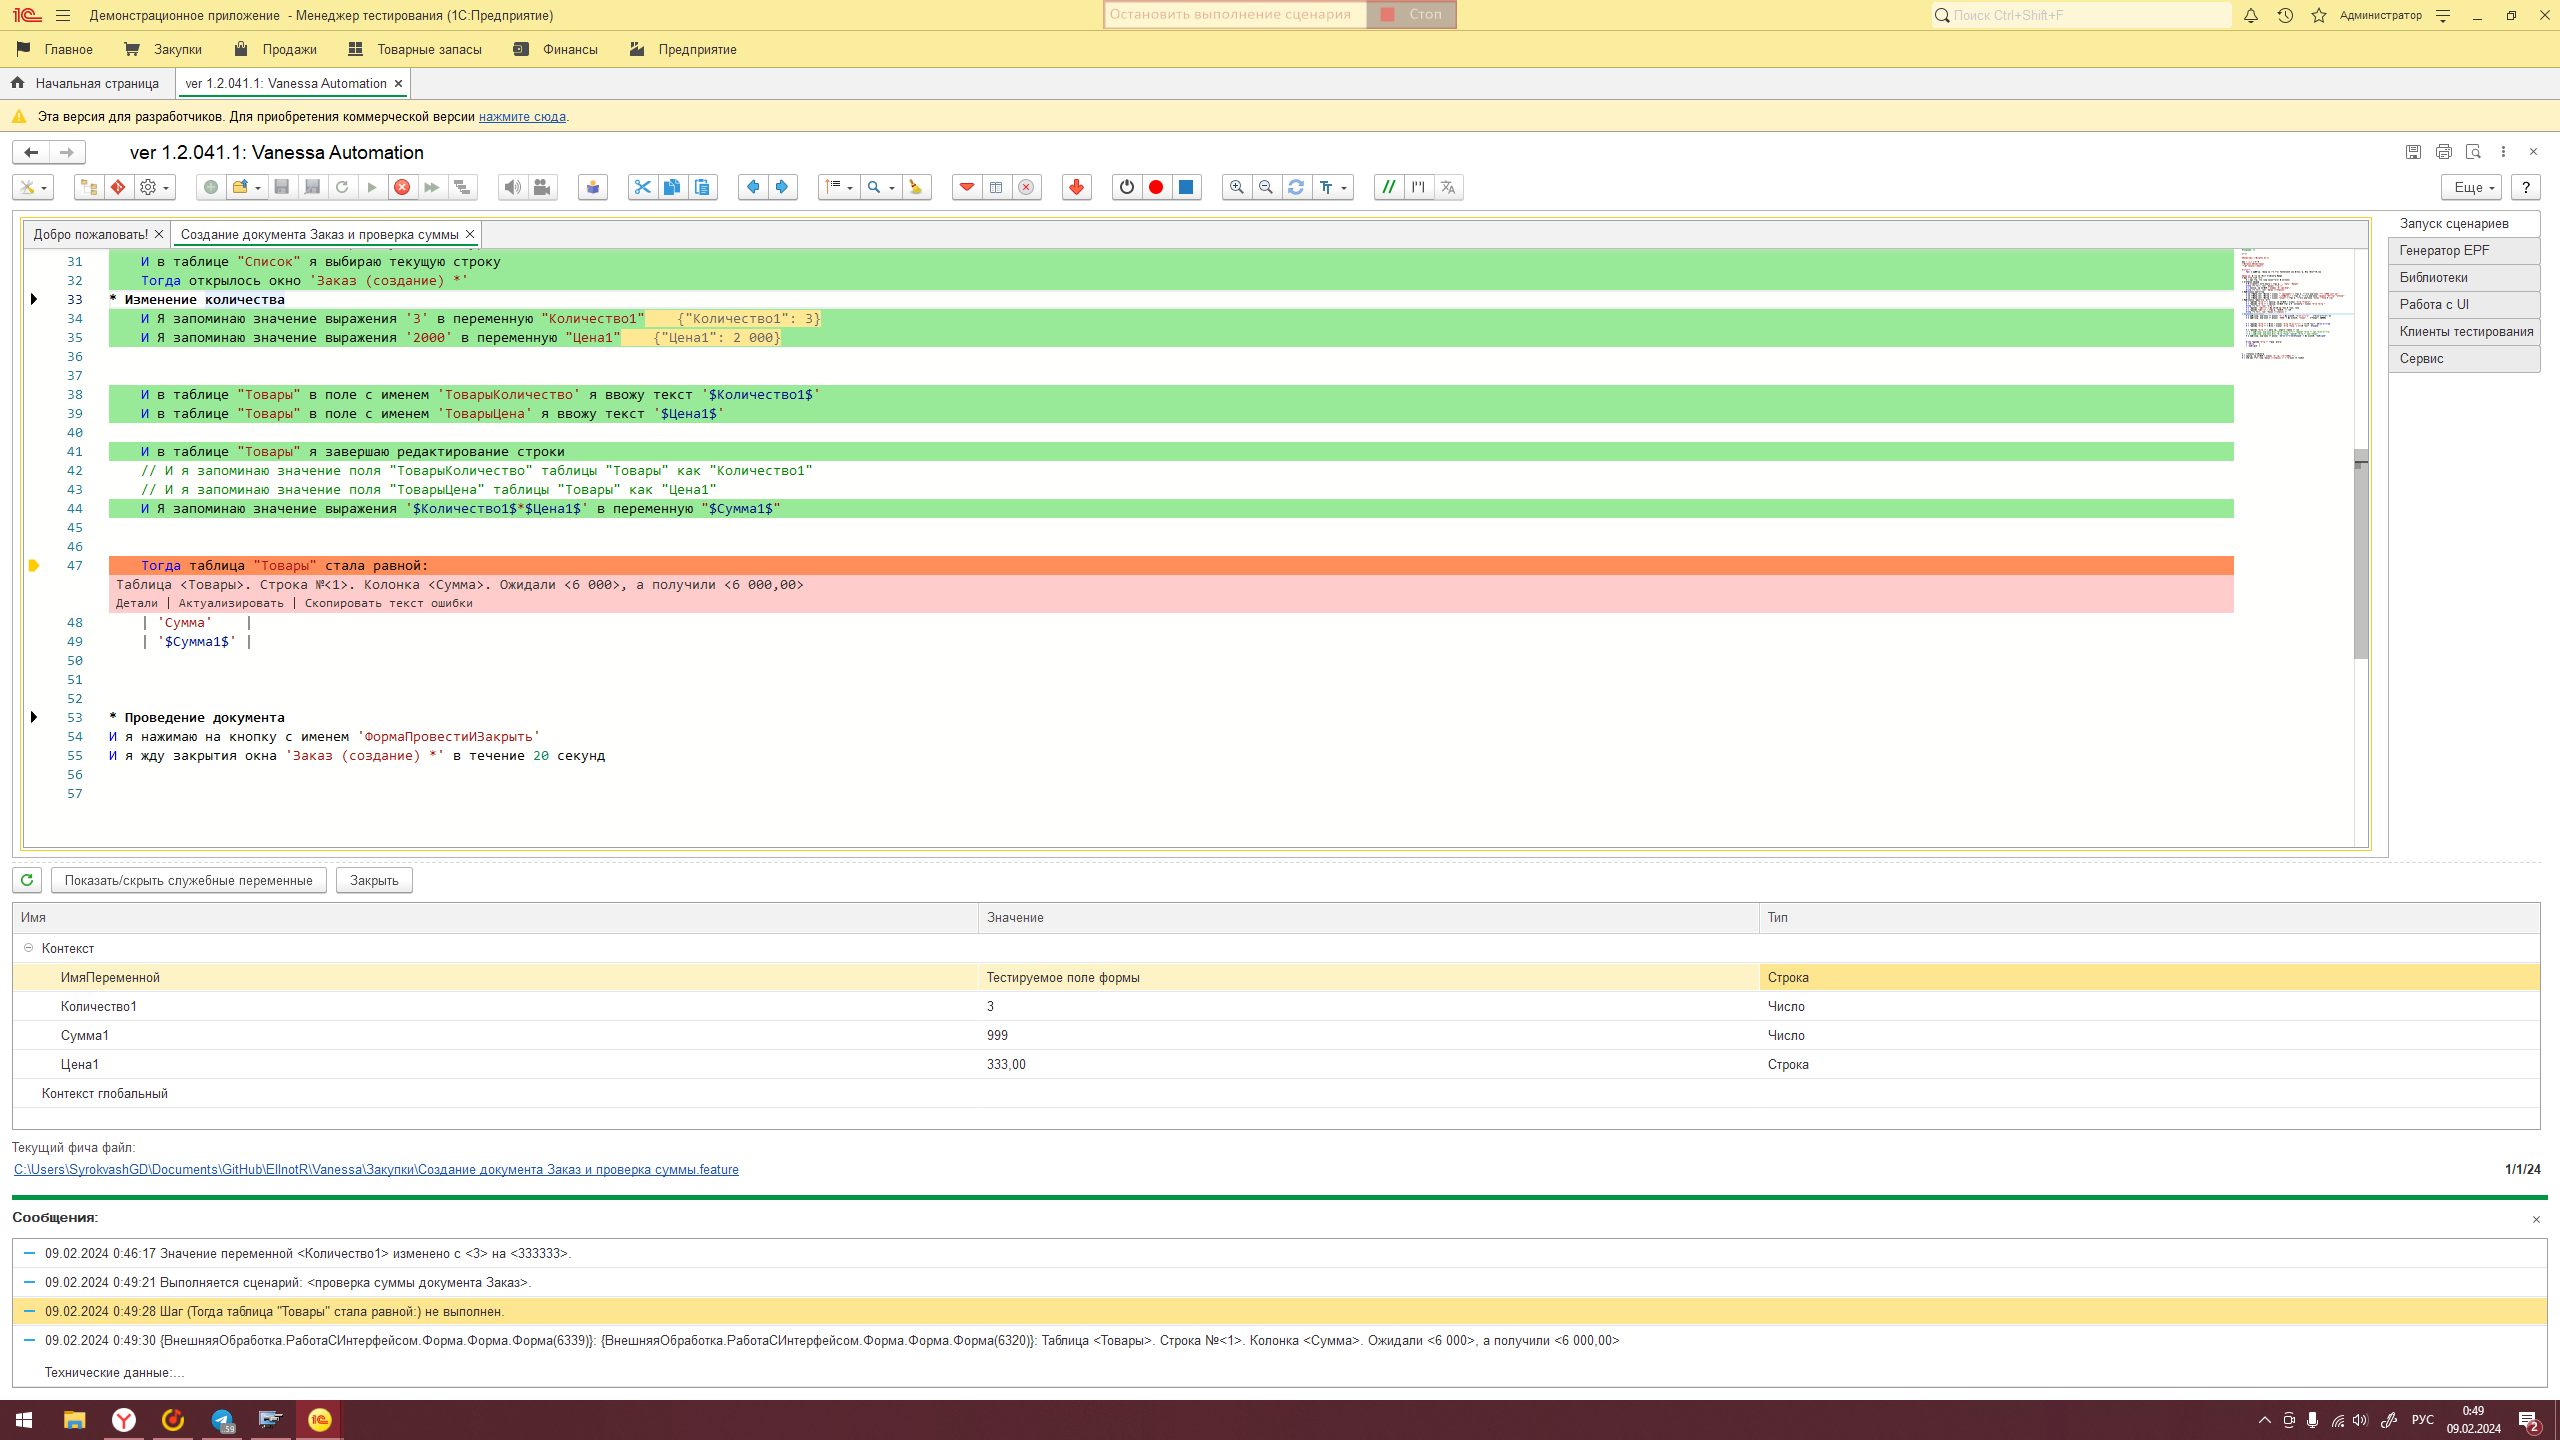 Демонстрационное приложение - Менеджер тестирования (1С:Предприятие)
Остановить выполнение сценария Стоп
Поиск Ctrl+Shift+F
Администратор
Главное Закупки Продажи Товарные запасы Финансы Предприятие
Начальная страница ver 1.2.041.1: Vanessa Automation
Эта версия для разработчиков. Для приобретения коммерческой версии нажмите сюда.
ver 1.2.041.1: Vanessa Automation
Еще ?
Добро пожаловать! Создание документа Заказ и проверка суммы
Запуск сценариев
Генератор EPF
Библиотеки
Работа с UI
Клиенты тестирования
Сервис
31 И в таблице "Список" я выбираю текущую строку
32 Тогда открылось окно 'Заказ (создание) *'
33 * Изменение количества
34 И Я запоминаю значение выражения '3' в переменную "Количество1" {"Количество1": 3}
35 И Я запоминаю значение выражения '2000' в переменную "Цена1" {"Цена1": 2 000}
36
37
38 И в таблице "Товары" в поле с именем 'ТоварыКоличество' я ввожу текст '$Количество1$'
39 И в таблице "Товары" в поле с именем 'ТоварыЦена' я ввожу текст '$Цена1$'
40
41 И в таблице "Товары" я завершаю редактирование строки
42 // И я запоминаю значение поля "ТоварыКоличество" таблицы "Товары" как "Количество1"
43 // И я запоминаю значение поля "ТоварыЦена" таблицы "Товары" как "Цена1"
44 И Я запоминаю значение выражения '$Количество1$*$Цена1$' в переменную "$Сумма1$"
45
46
47 Тогда таблица "Товары" стала равной:
Таблица <Товары>. Строка №<1>. Колонка <Сумма>. Ожидали <6 000>, а получили <6 000,00>
Детали | Актуализировать | Скопировать текст ошибки
48 | 'Сумма' |
49 | '$Сумма1$' |
50
51
52
53 * Проведение документа
54 И я нажимаю на кнопку с именем 'ФормаПровестиИЗакрыть'
55 И я жду закрытия окна 'Заказ (создание) *' в течение 20 секунд
56
57
Показать/скрыть служебные переменные Закрыть
Имя Значение Тип
Контекст
ИмяПеременной Тестируемое поле формы Строка
Количество1 3 Число
Сумма1 999 Число
Цена1 333,00 Строка
Контекст глобальный
Текущий фича файл:
C:\Users\SyrokvashGD\Documents\GitHub\EllnotR\Vanessa\Закупки\Создание документа Заказ и проверка суммы.feature
1/1/24
Сообщения:
09.02.2024 0:46:17 Значение переменной <Количество1> изменено с <3> на <333333>.
09.02.2024 0:49:21 Выполняется сценарий: <проверка суммы документа Заказ>.
09.02.2024 0:49:28 Шаг (Тогда таблица "Товары" стала равной:) не выполнен.
09.02.2024 0:49:30 {ВнешняяОбработка.РаботаСИнтерфейсом.Форма.Форма.Форма(6339)}: {ВнешняяОбработка.РаботаСИнтерфейсом.Форма.Форма.Форма(6320)}: Таблица <Товары>. Строка №<1>. Колонка <Сумма>. Ожидали <6 000>, а получили <6 000,00>
Технические данные:...
59
РУС
0:49
09.02.2024
2